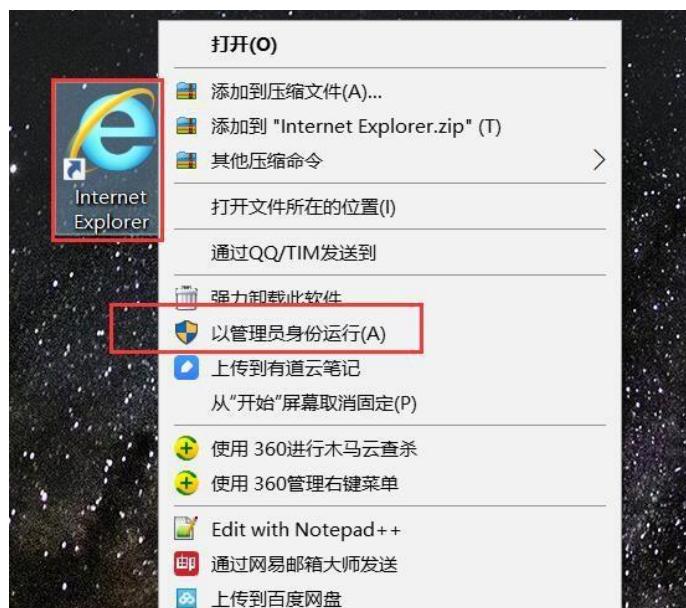 打开(O)
添加到压缩文件(A)...
添加到 "Internet Explorer.zip" (T)
其他压缩命令
Internet
Explorer
打开文件所在的位置(I)
通过QQ/TIM发送到
强力卸载此软件
以管理员身份运行(A)
上传到有道云笔记
从“开始”屏幕取消固定(P)
使用 360进行木马云查杀
使用 360管理右键菜单
Edit with Notepad++
通过网易邮箱大师发送
上传到百度网盘